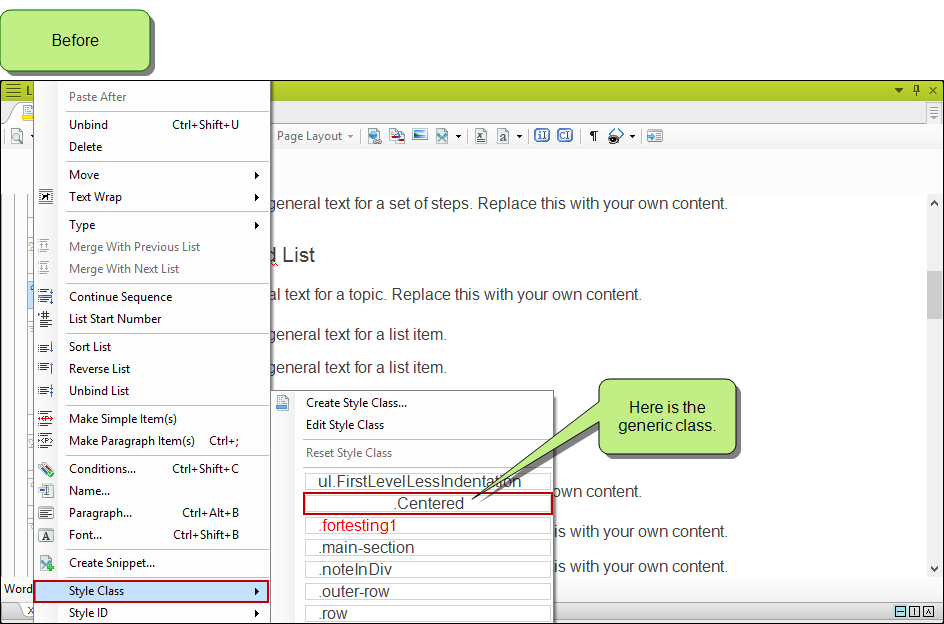 Before
L
Paste After
Unbind Ctrl+Shift+U
Delete
Page Layout
Move
Text Wrap
general text for a set of steps. Replace this with your own content.
Type
Merge With Previous List
d List
Merge With Next List
Continue Sequence
al text for a topic. Replace this with your own content.
List Start Number
general text for a list item.
Sort List
Reverse List
general text for a list item.
Unbind List
Create Style Class...
Here is the
generic class.
Make Simple Item(s)
Edit Style Class
Make Paragraph Item(s) Ctrl+;
Reset Style Class
Conditions... Ctrl+Shift+C
ul.FirstLevelLessIndentation
Name...
own content.
.Centered
Paragraph... Ctrl+Alt+B
.fortesting1
Font... Ctrl+Shift+B
is with your own content.
.main-section
Create Snippet...
.noteInDiv
is with your own content.
Word
Style Class
.outer-row
X
Style ID
.row